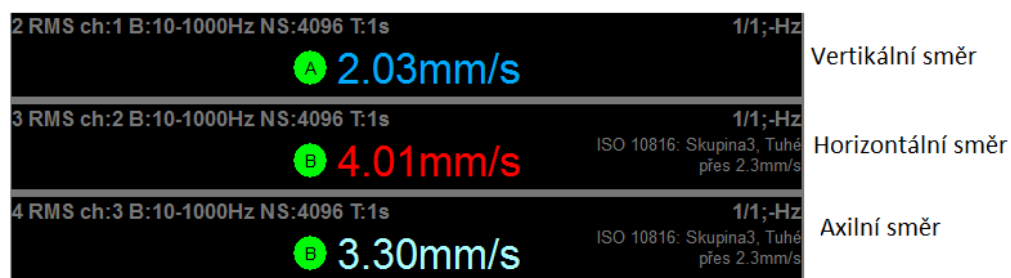 2 RMS ch:1 B:10-1000Hz NS:4096 T:1s 1/1;-Hz
A 2.03mm/s
Vertikální směr
3 RMS ch:2 B:10-1000Hz NS:4096 T:1s 1/1;-Hz
ISO 10816: Skupina3, Tuhé
B 4.01mm/s
přes 2.3mm/s
Horizontální směr
4 RMS ch:3 B:10-1000Hz NS:4096 T:1s 1/1;-Hz
ISO 10816: Skupina3, Tuhé
B 3.30mm/s
přes 2.3mm/s
Axilní směr